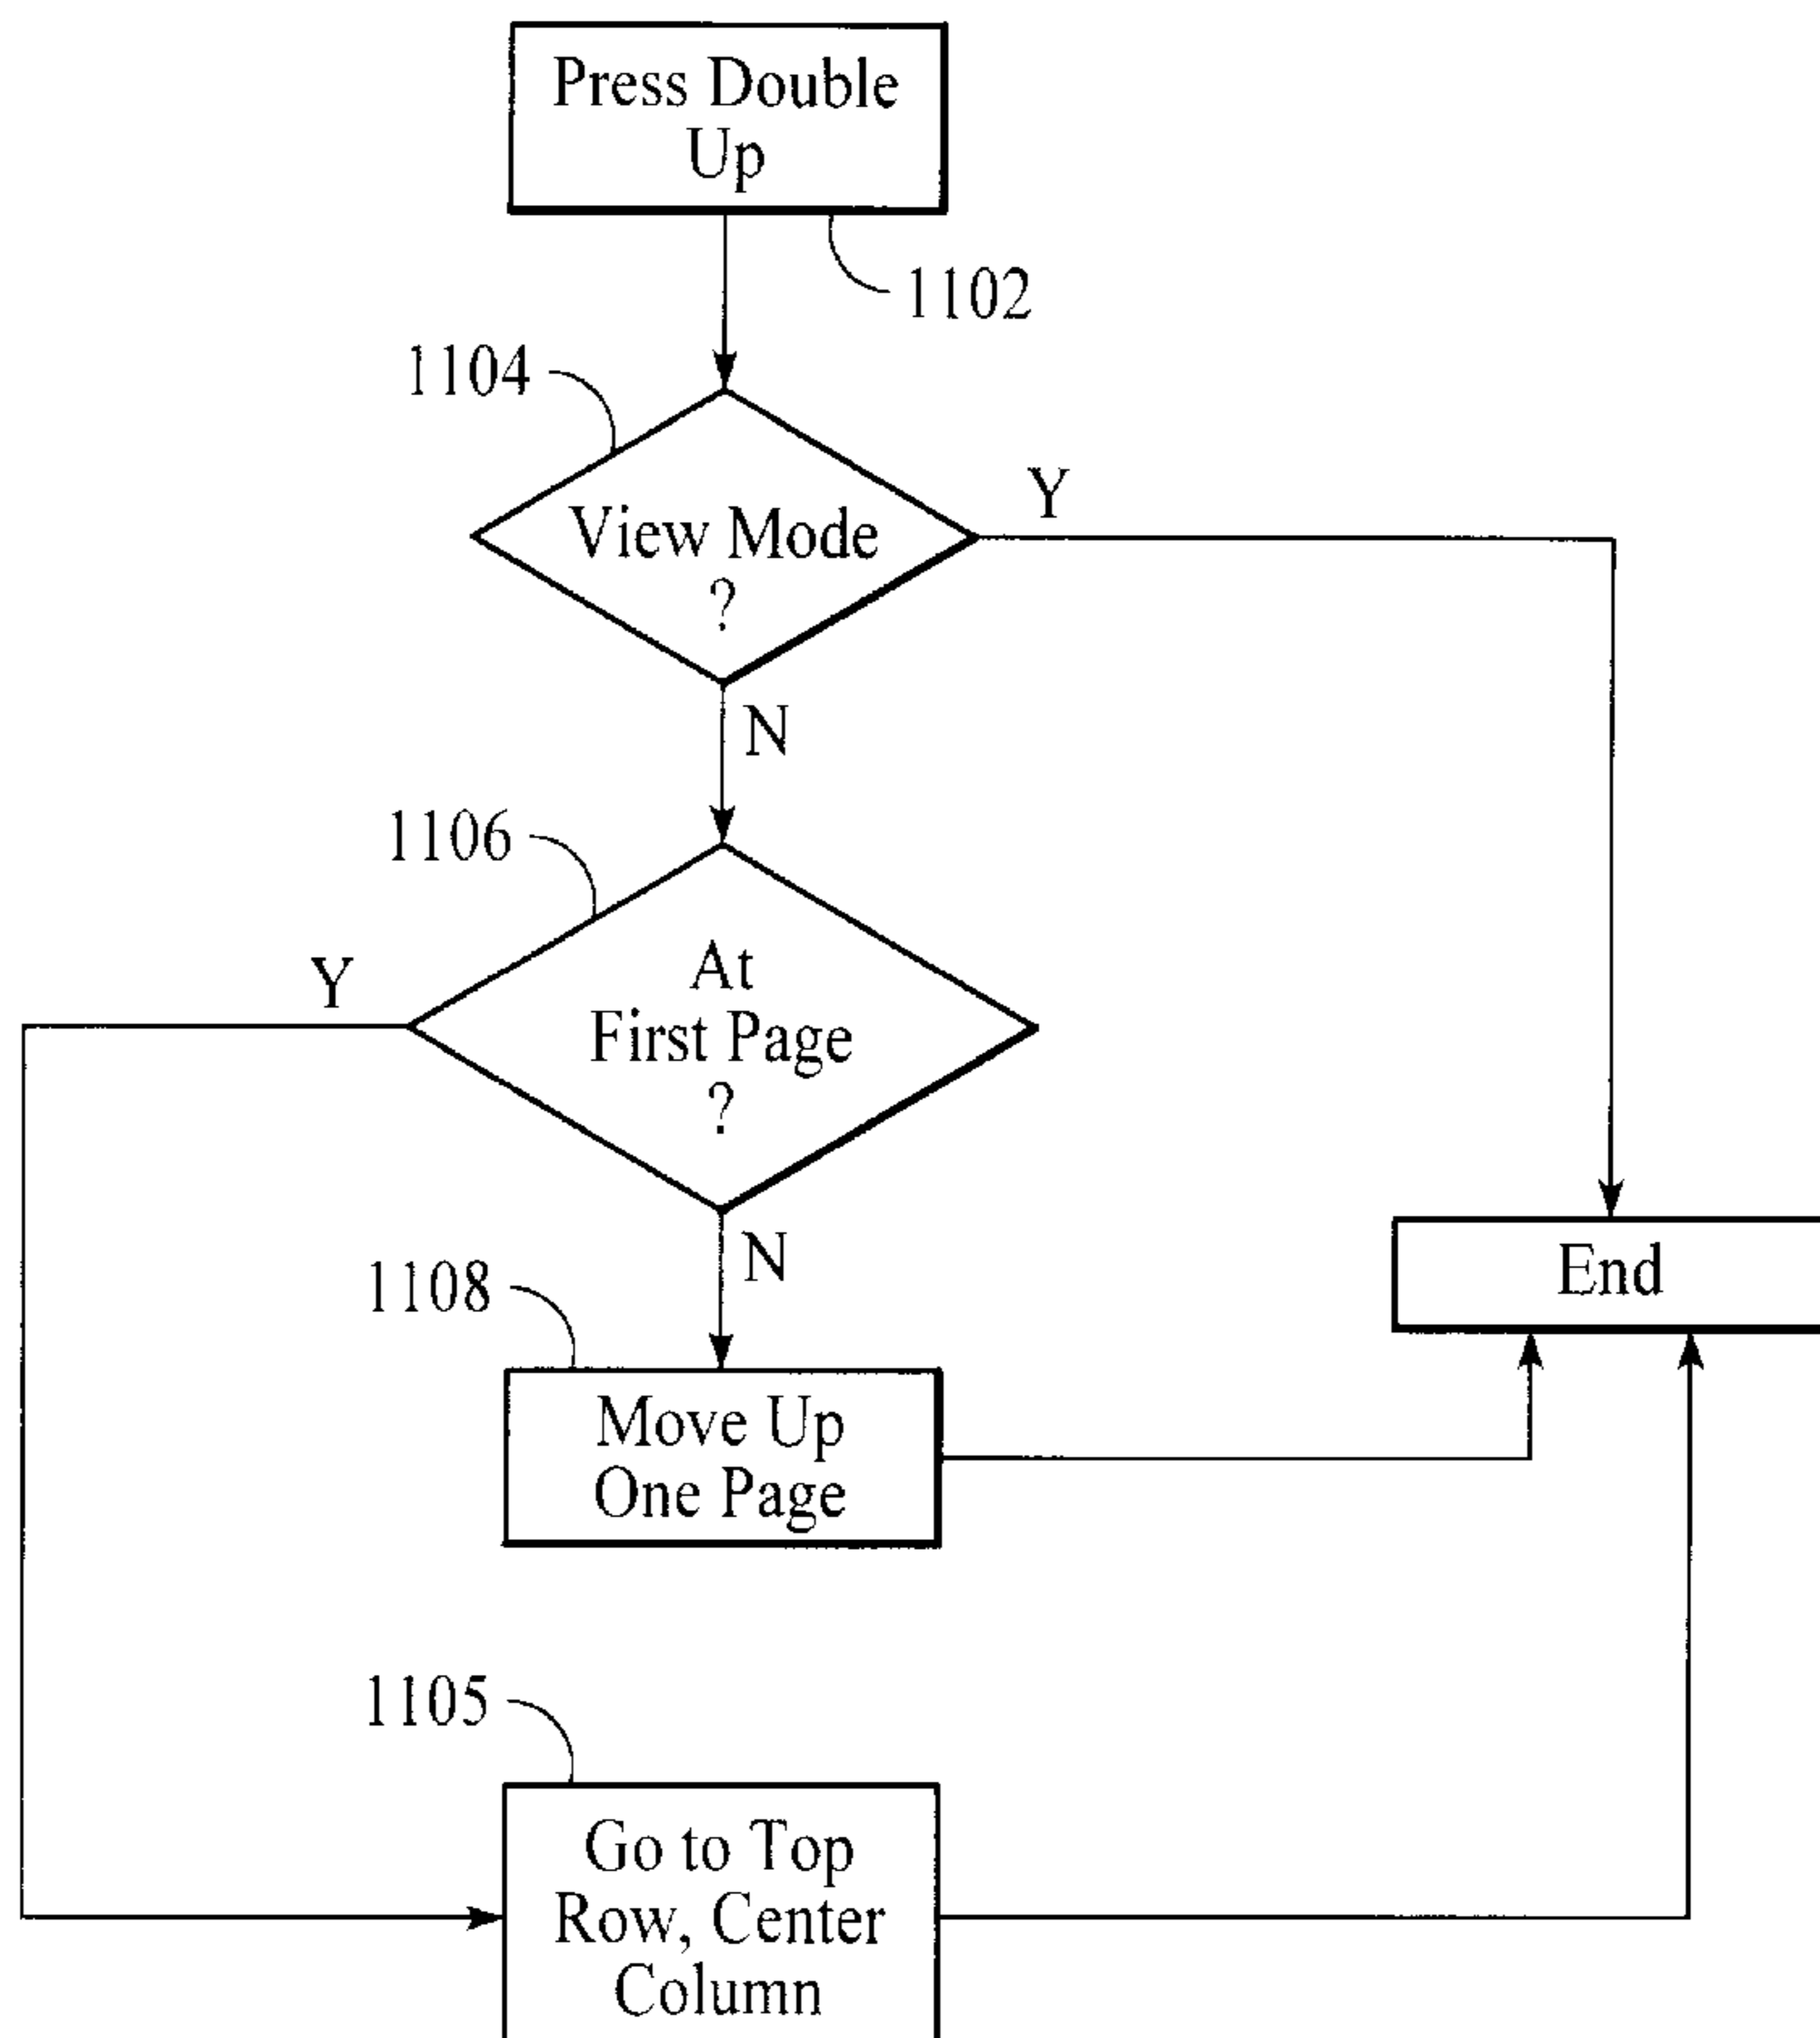 Press Double
Up
1102
1104
View Mode
?
Y
N
1106
At
First Page
?
Y
N
1108
Move Up
One Page
End
1105
Go to Top
Row, Center
Column